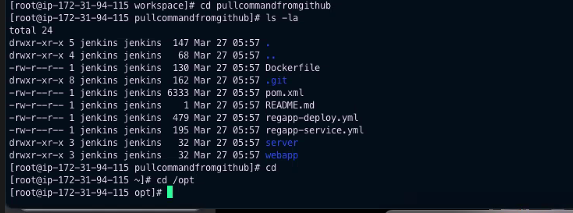 [root@ip-172-31-94-115 workspace]# cd pullcommandfromgithub
[root@ip-172-31-94-115 pullcommandfromgithub]# ls -la
total 24
drwxr-xr-x 5 jenkins jenkins  147 Mar 27 05:57 .
drwxr-xr-x 4 jenkins jenkins   68 Mar 27 05:57 ..
-rw-r--r-- 1 jenkins jenkins  130 Mar 27 05:57 Dockerfile
drwxr-xr-x 8 jenkins jenkins  162 Mar 27 05:57 .git
-rw-r--r-- 1 jenkins jenkins 6333 Mar 27 05:57 pom.xml
-rw-r--r-- 1 jenkins jenkins    1 Mar 27 05:57 README.md
-rw-r--r-- 1 jenkins jenkins  479 Mar 27 05:57 regapp-deploy.yml
-rw-r--r-- 1 jenkins jenkins  195 Mar 27 05:57 regapp-service.yml
drwxr-xr-x 3 jenkins jenkins   32 Mar 27 05:57 server
drwxr-xr-x 3 jenkins jenkins   32 Mar 27 05:57 webapp
[root@ip-172-31-94-115 pullcommandfromgithub]# cd
[root@ip-172-31-94-115 ~]# cd /opt
[root@ip-172-31-94-115 opt]#